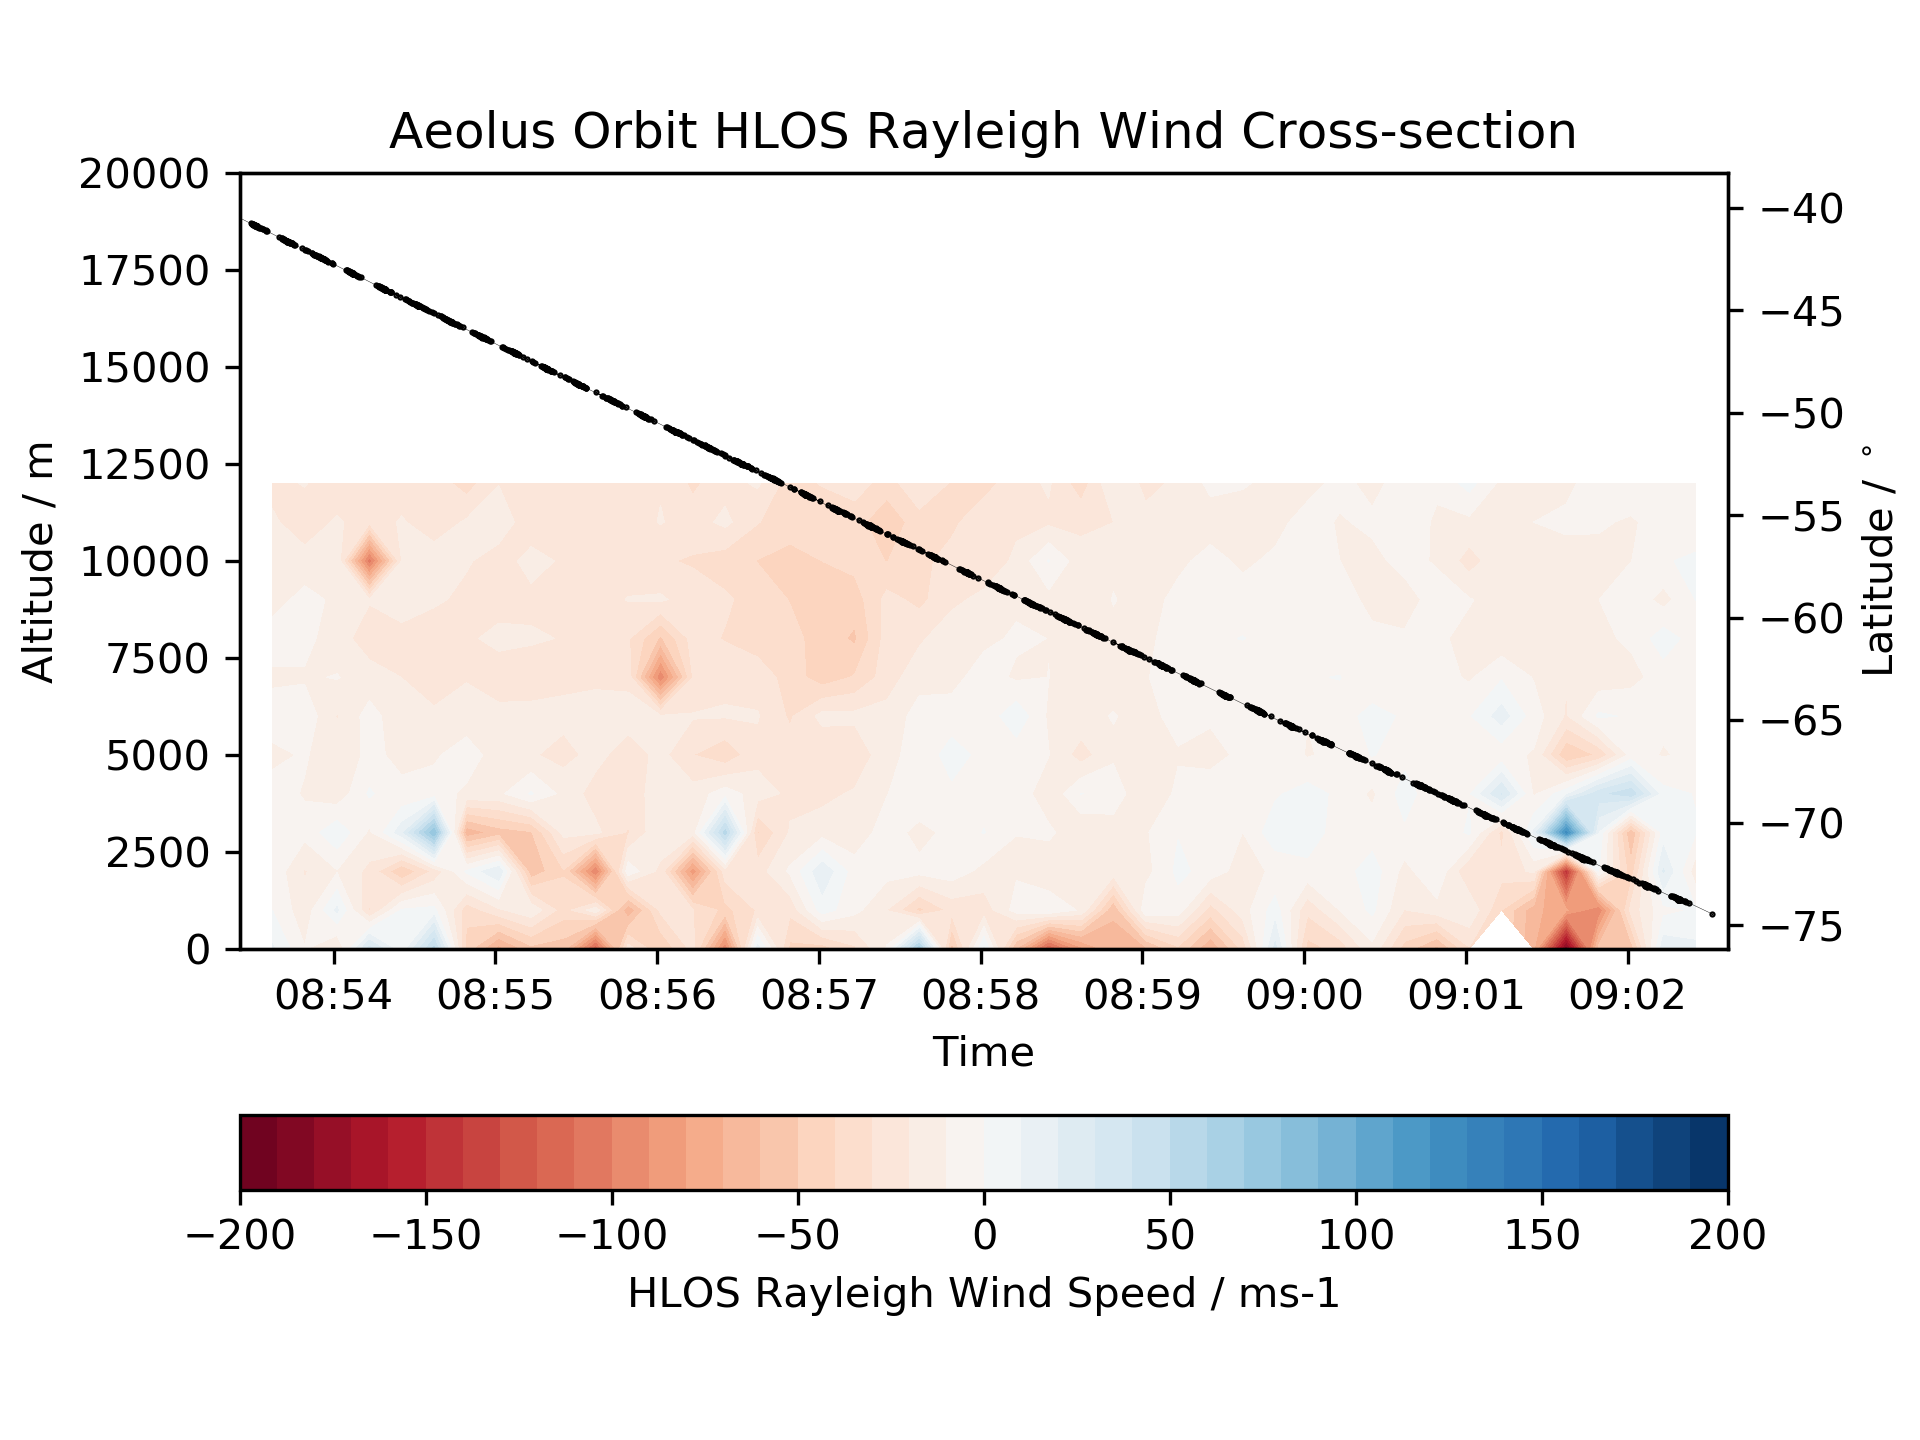 Aeolus Orbit HLOS Rayleigh Wind Cross-section
20000
17500
15000
12500
10000
7500
5000
2500
0
Altitude / m
−40
−45
−50
−55
−60
−65
−70
−75
Latitude / °
08:54 08:55 08:56 08:57 08:58 08:59 09:00 09:01 09:02
Time
−200 −150 −100 −50 0 50 100 150 200
HLOS Rayleigh Wind Speed / ms-1